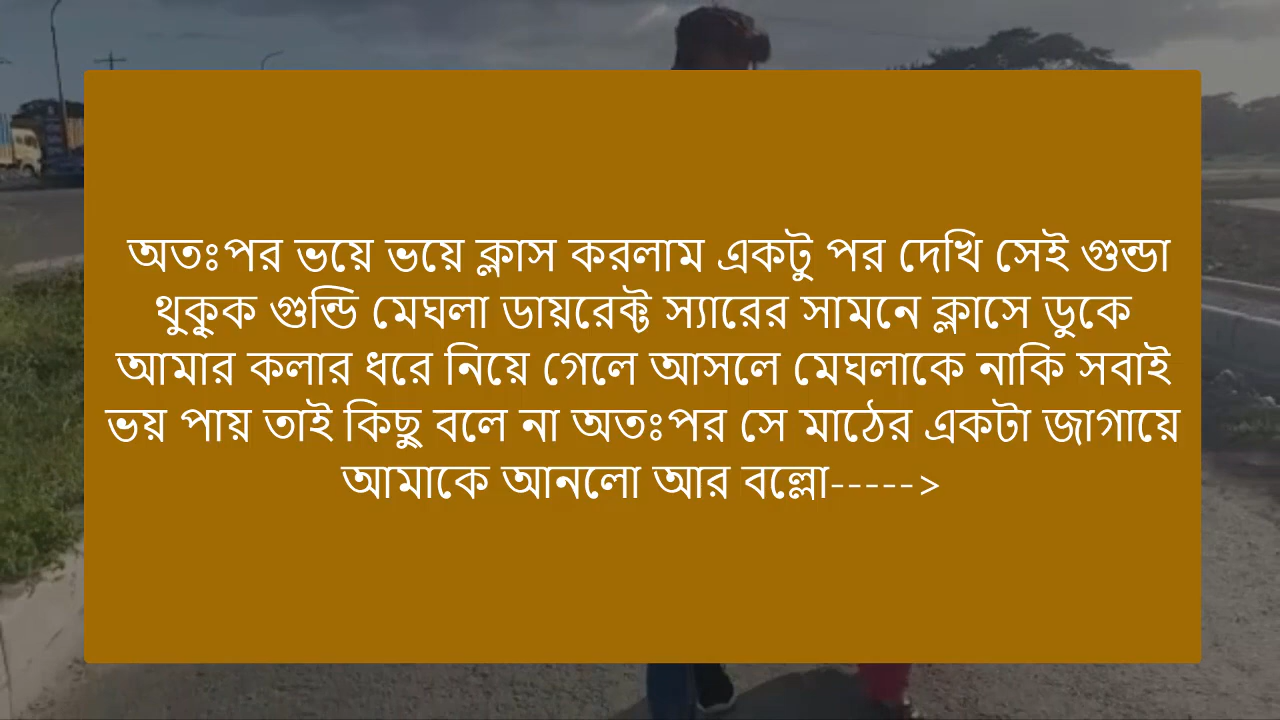 অতঃপর ভয়ে ভয়ে ক্লাস করলাম একটু পর দেখি সেই গুন্ডা
থুকুক গুন্ডি মেঘলা ডায়রেক্ট স্যারের সামনে ক্লাসে ডুকে
আমার কলার ধরে নিয়ে গেলে আসলে মেঘলাকে নাকি সবাই
ভয় পায় তাই কিছু বলে না অতঃপর সে মাঠের একটা জাগায়ে
আমাকে আনলো আর বল্লো----->